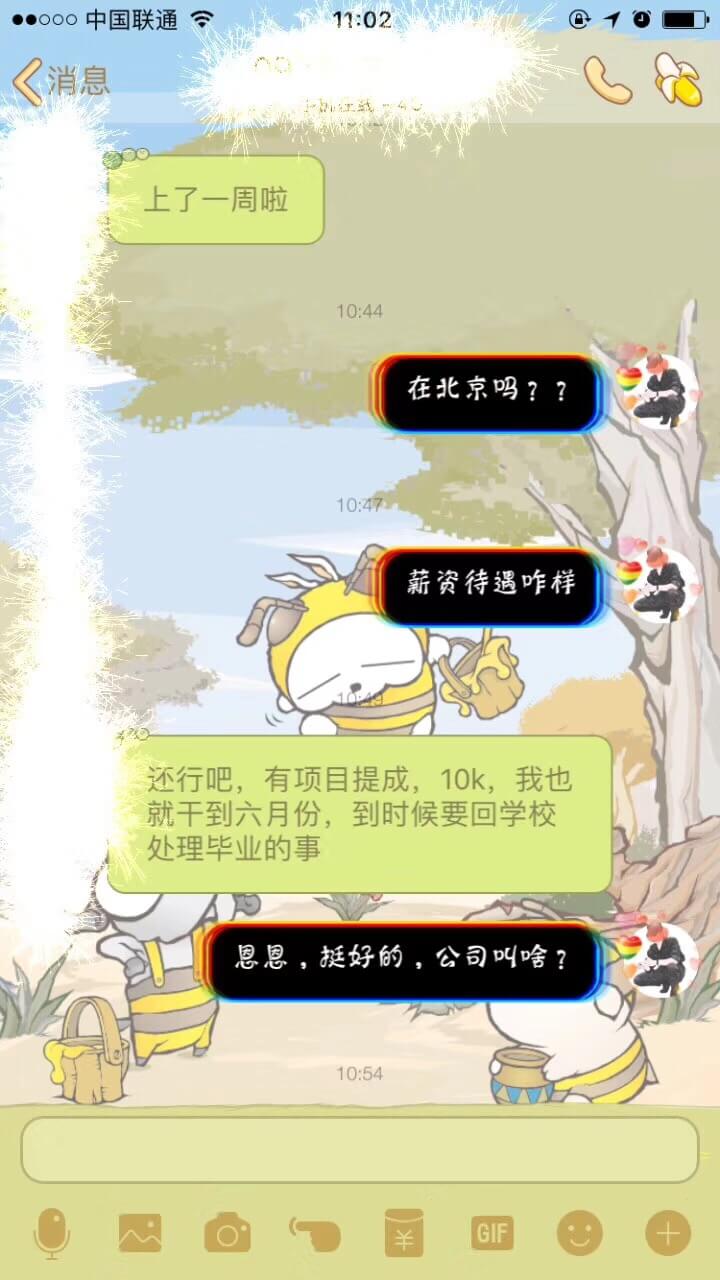 中国联通
11:02
消息
上了一周啦
10:44
在北京吗？？
10:47
薪资待遇咋样
10:49
还行吧，有项目提成，10k，我也
就干到六月份，到时候要回学校
处理毕业的事
恩恩，挺好的，公司叫啥？
10:54
GIF